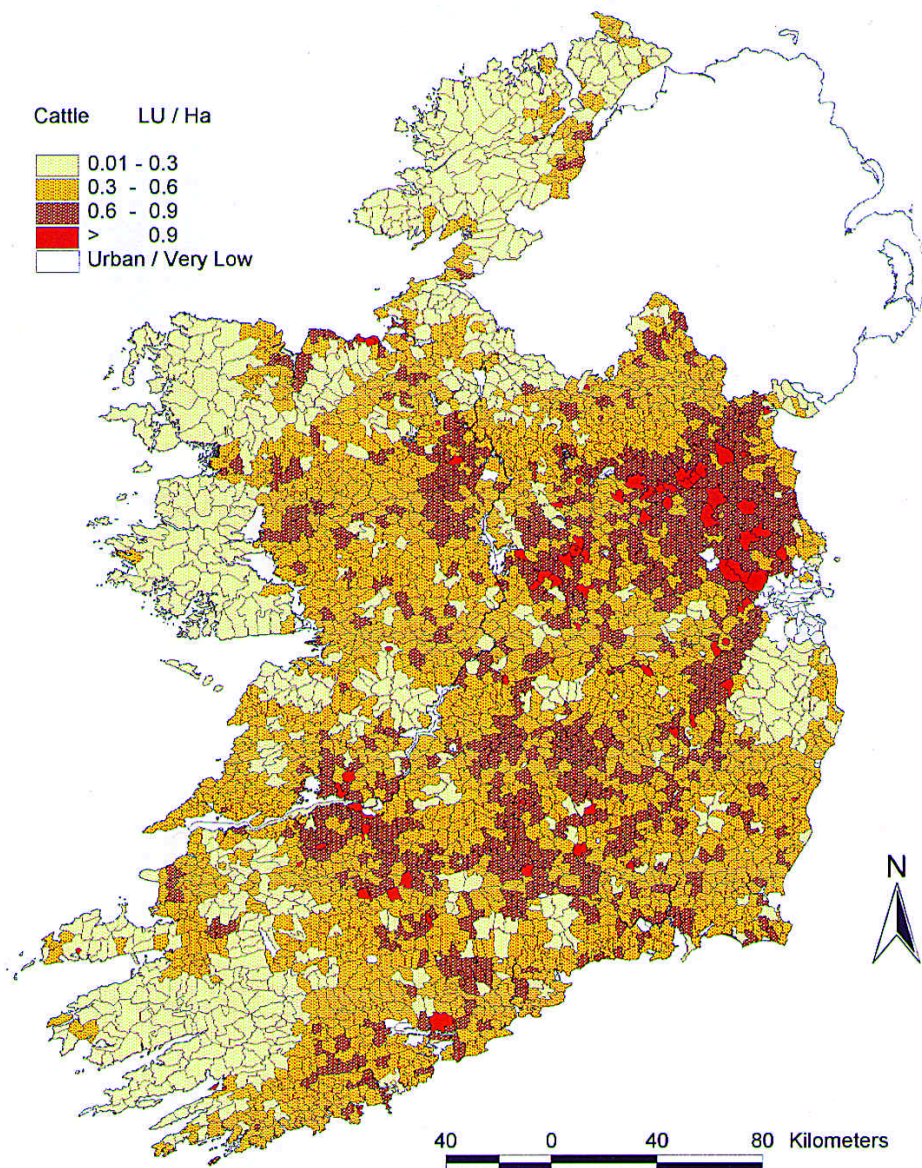 Cattle LU / Ha
0.01 - 0.3
0.3 - 0.6
0.6 - 0.9
> 0.9
Urban / Very Low
N
40 0 40 80 Kilometers